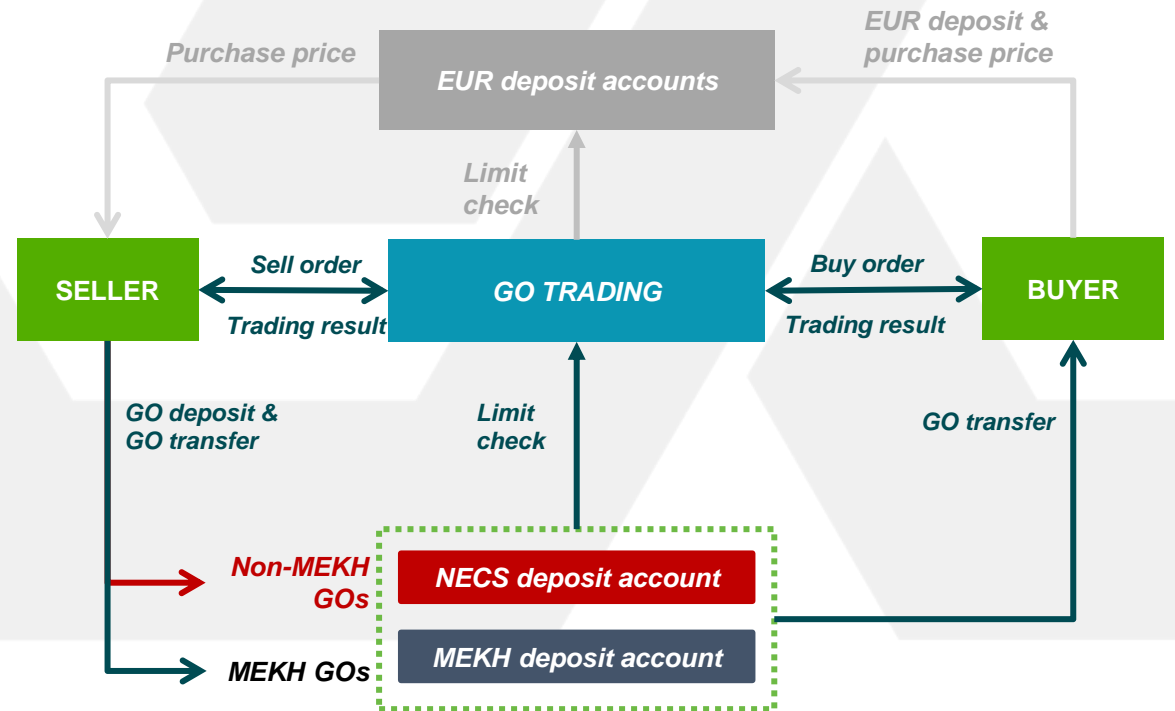 Purchase price
EUR deposit &
purchase price
EUR deposit accounts
Limit
check
SELLER
Sell order
Trading result
GO TRADING
Buy order
Trading result
BUYER
GO deposit &
GO transfer
Limit
check
GO transfer
Non-MEKH
GOs
NECS deposit account
MEKH GOs
MEKH deposit account